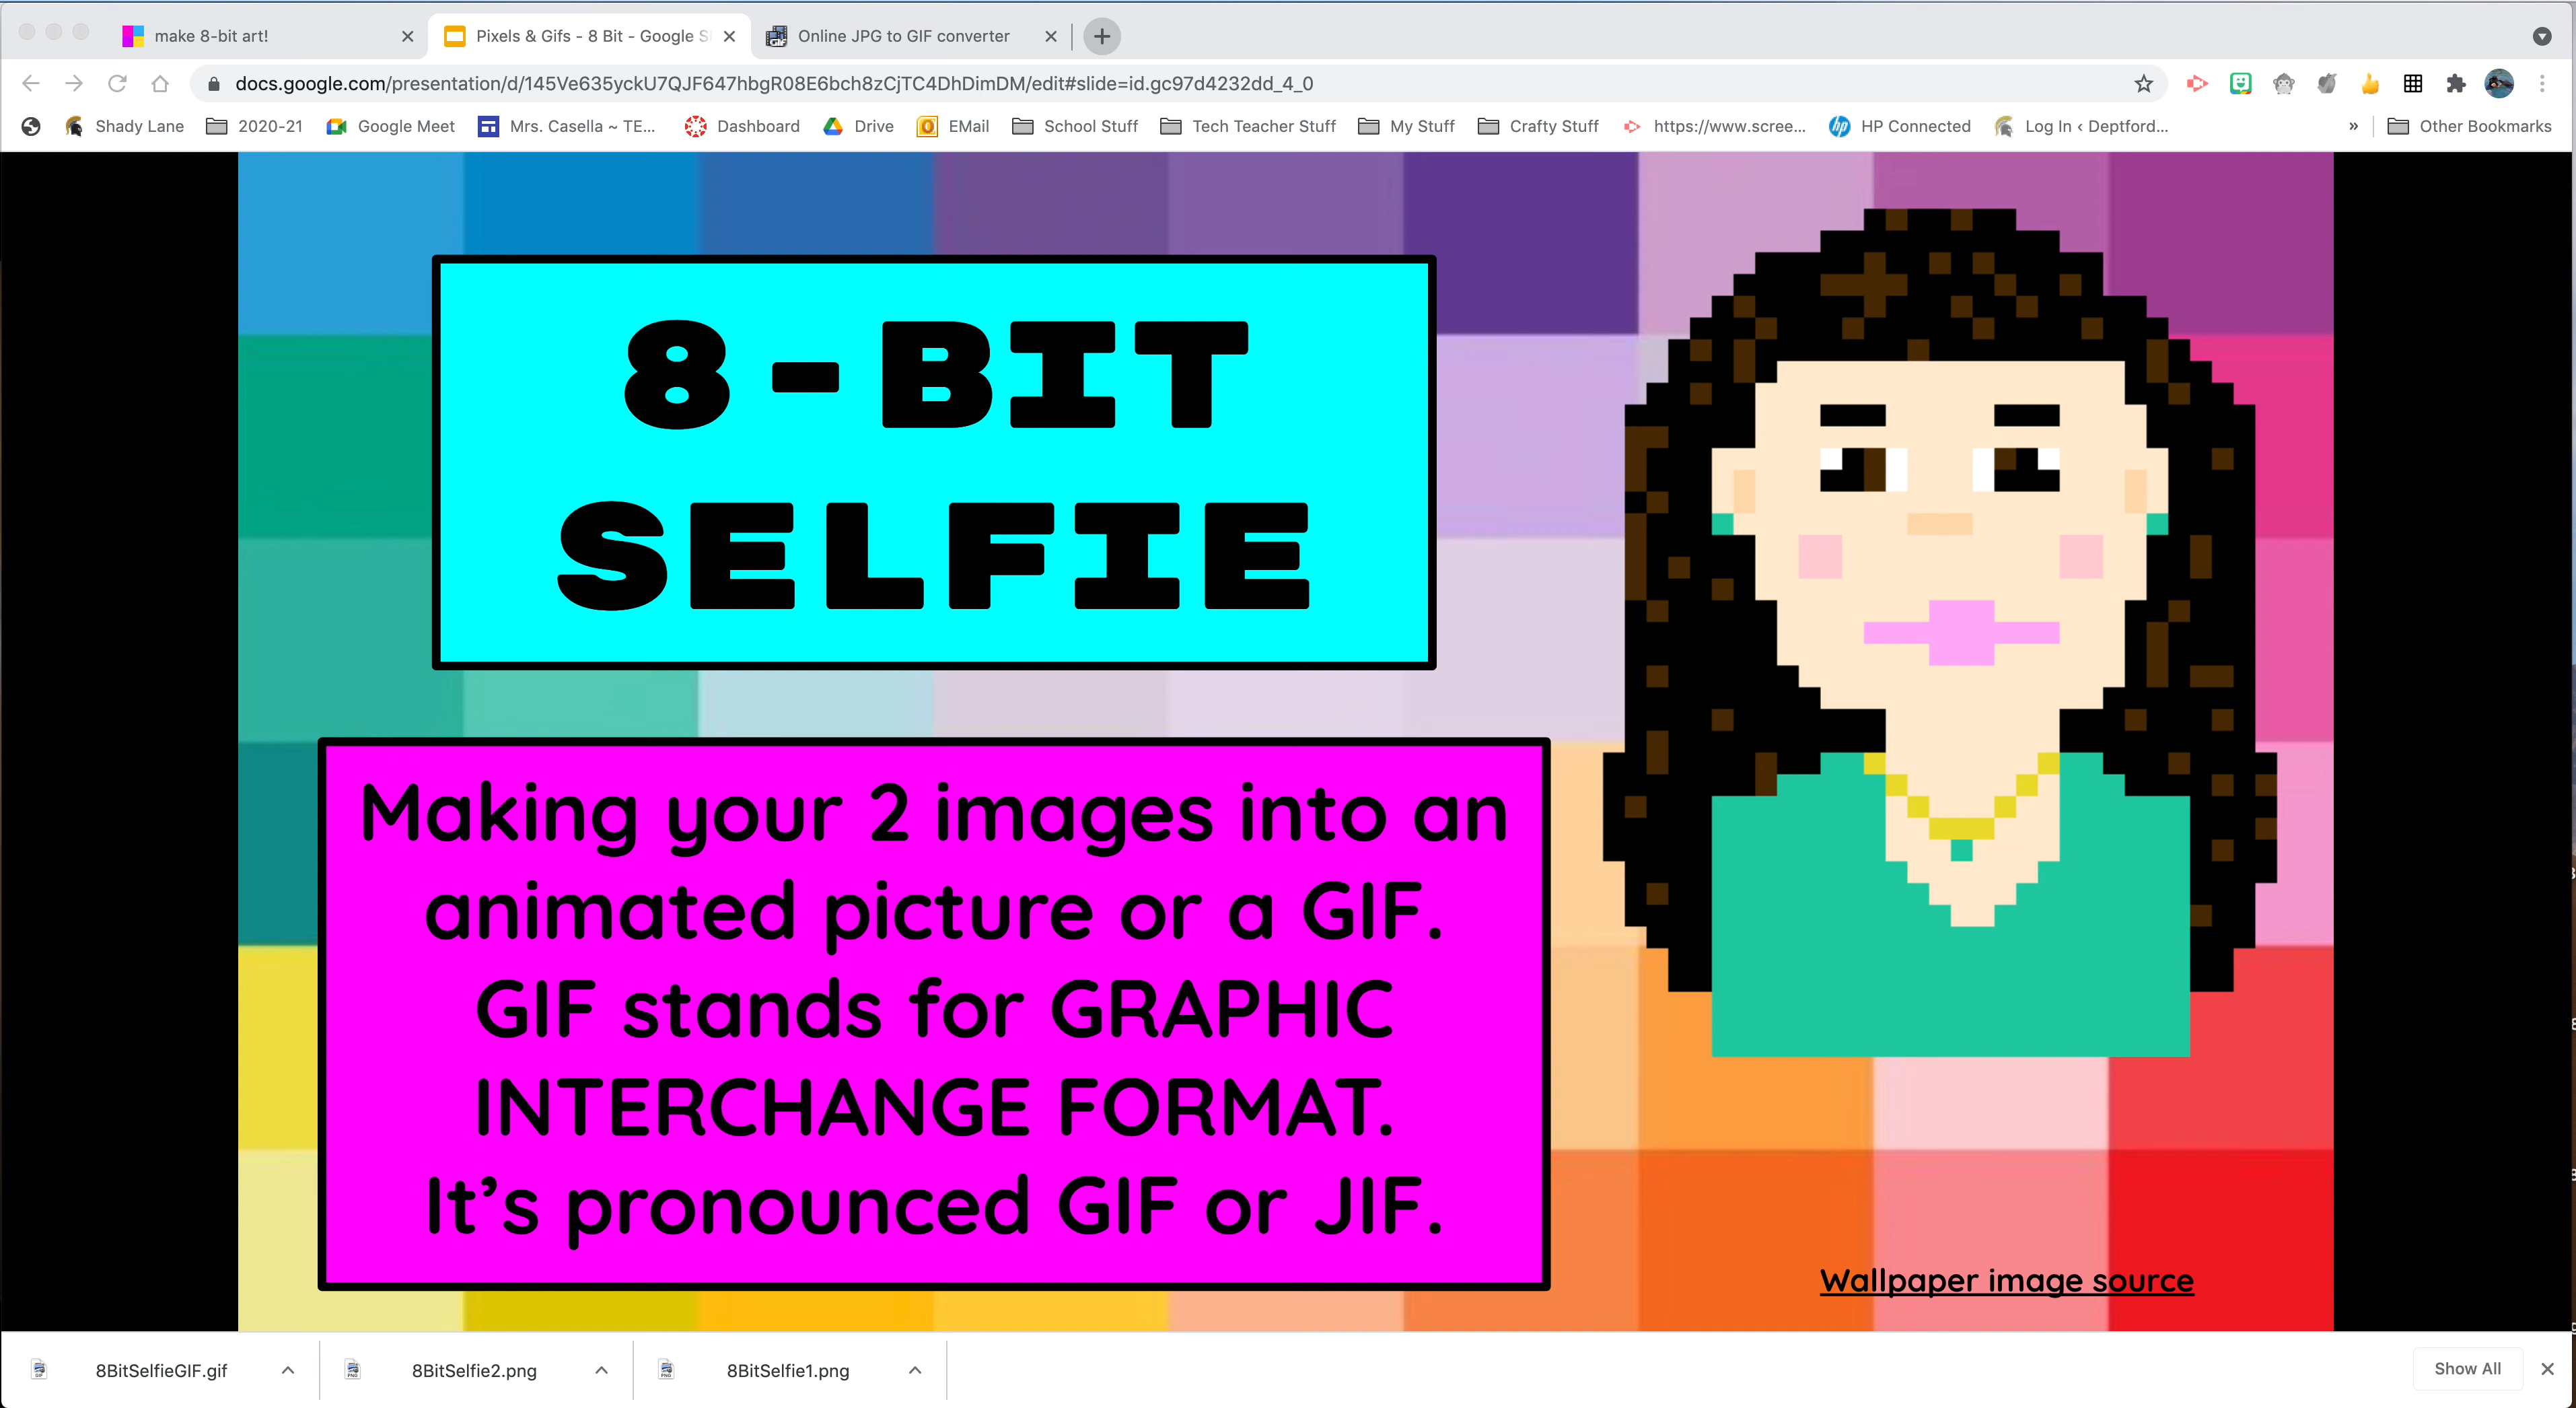 make 8-bit art!
Pixels & Gifs - 8 Bit - Google S
Online JPG to GIF converter
docs.google.com/presentation/d/145Ve635yckU7QJF647hbgR08E6bch8zCjTC4DhDimDM/edit#slide=id.gc97d4232dd_4_0
Shady Lane
2020-21
Google Meet
Mrs. Casella ~ TE...
Dashboard
Drive
EMail
School Stuff
Tech Teacher Stuff
My Stuff
Crafty Stuff
https://www.scree...
HP Connected
Log In ‹ Deptford...
»
Other Bookmarks
8-BIT
SELFIE
Making your 2 images into an
animated picture or a GIF.
GIF stands for GRAPHIC
INTERCHANGE FORMAT.
It’s pronounced GIF or JIF.
Wallpaper image source
8BitSelfieGIF.gif
8BitSelfie2.png
8BitSelfie1.png
Show All